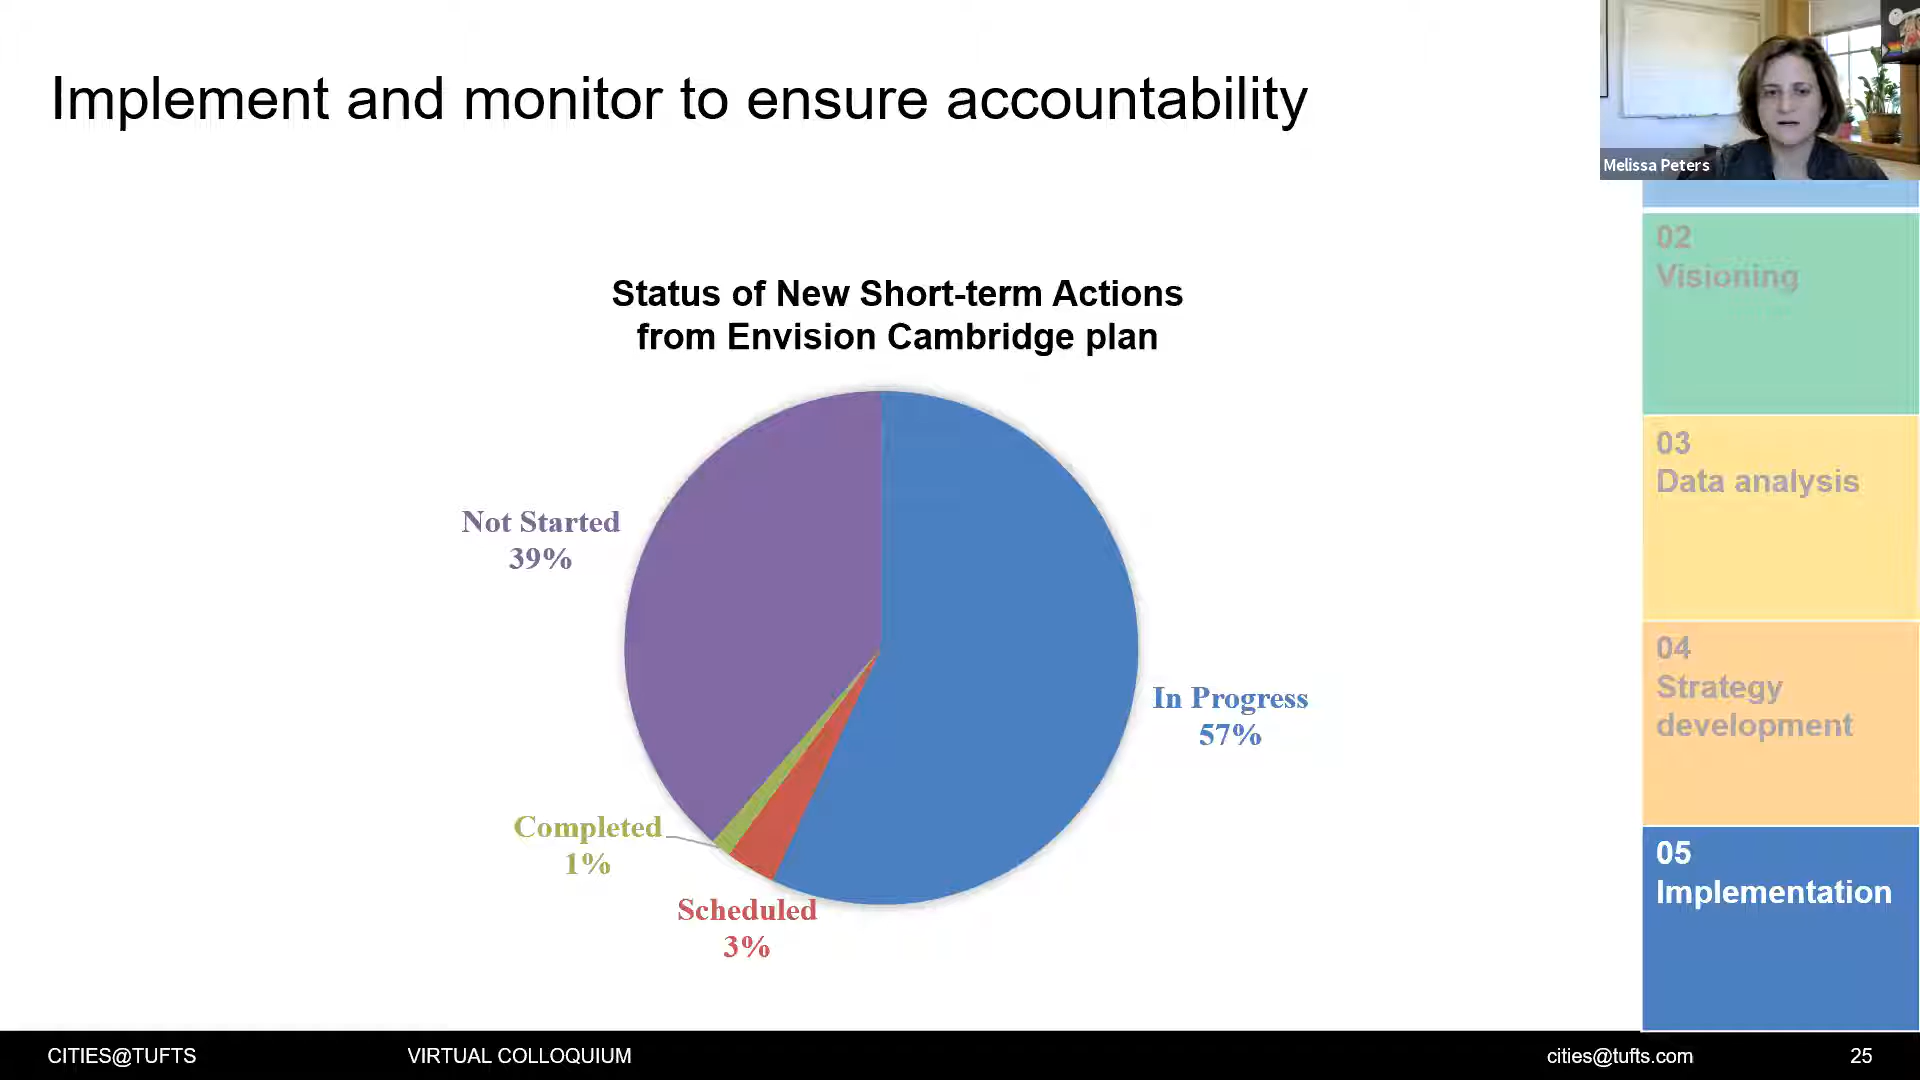 Implement and monitor to ensure accountability
Melissa Peters
Status of New Short-term Actions
from Envision Cambridge plan
Not Started
39%
In Progress
57%
Completed
1%
Scheduled
3%
02
Visioning
03
Data analysis
04
Strategy
development
05
Implementation
CITIES@TUFTS
VIRTUAL COLLOQUIUM
cities@tufts.com
25